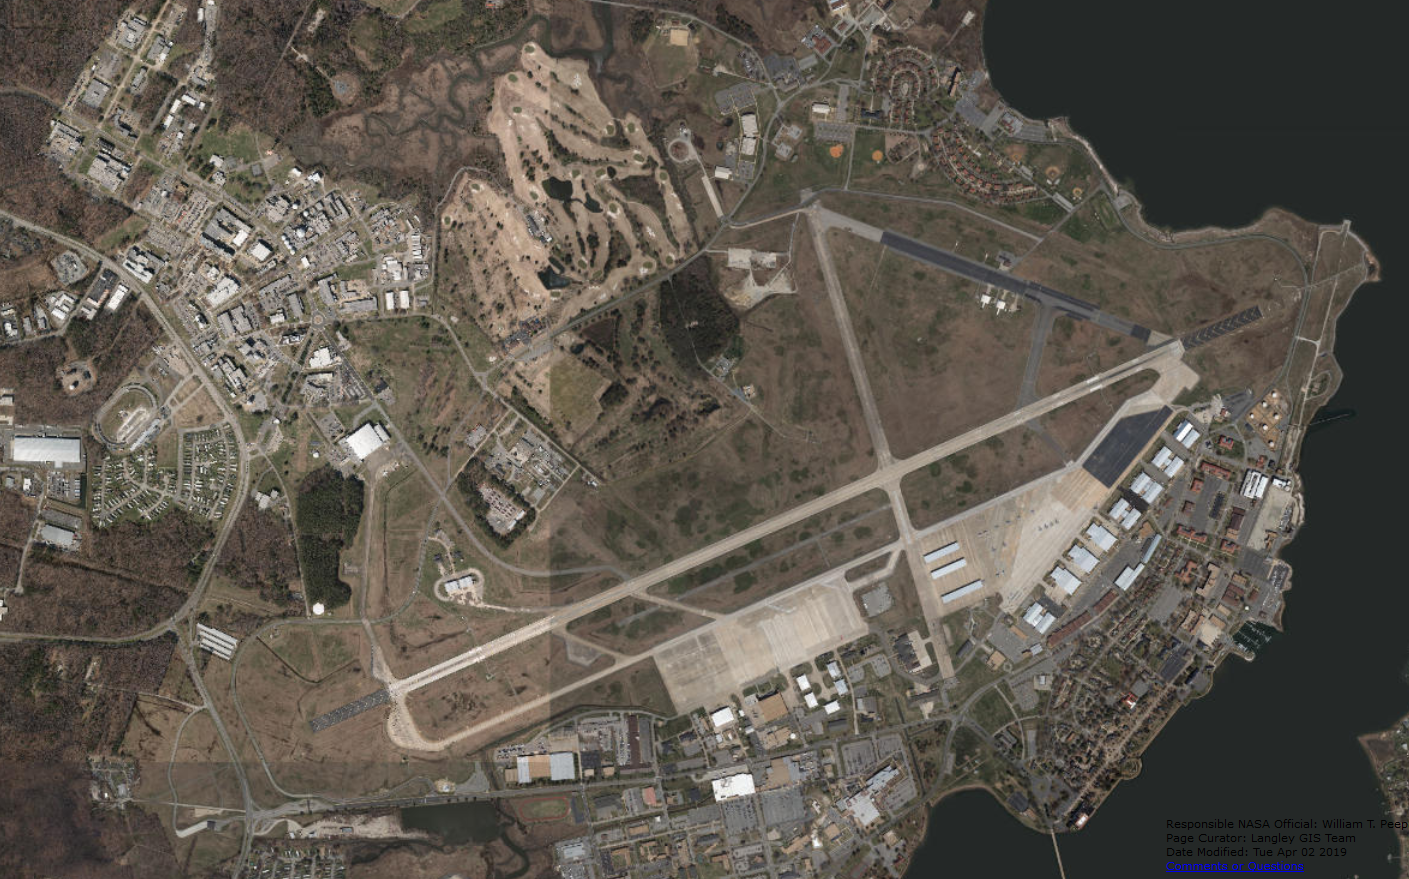 Responsible NASA Official: William T. Peep
Page Curator: Langley GIS Team
Date Modified: Tue Apr 02 2019
Comments or Questions